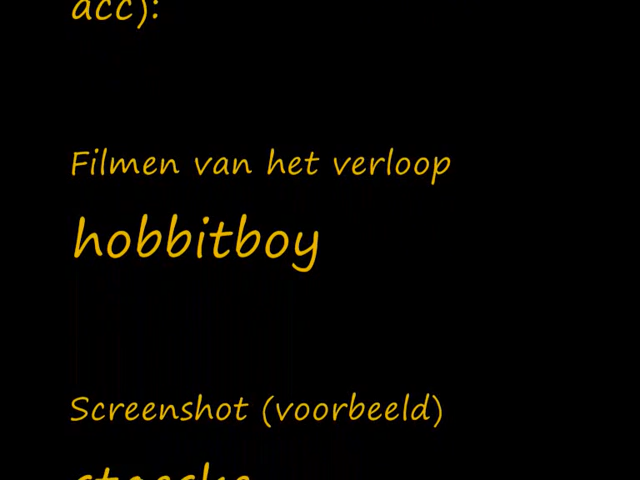 acc):
Filmen van het verloop
hobbitboy
Screenshot (voorbeeld)